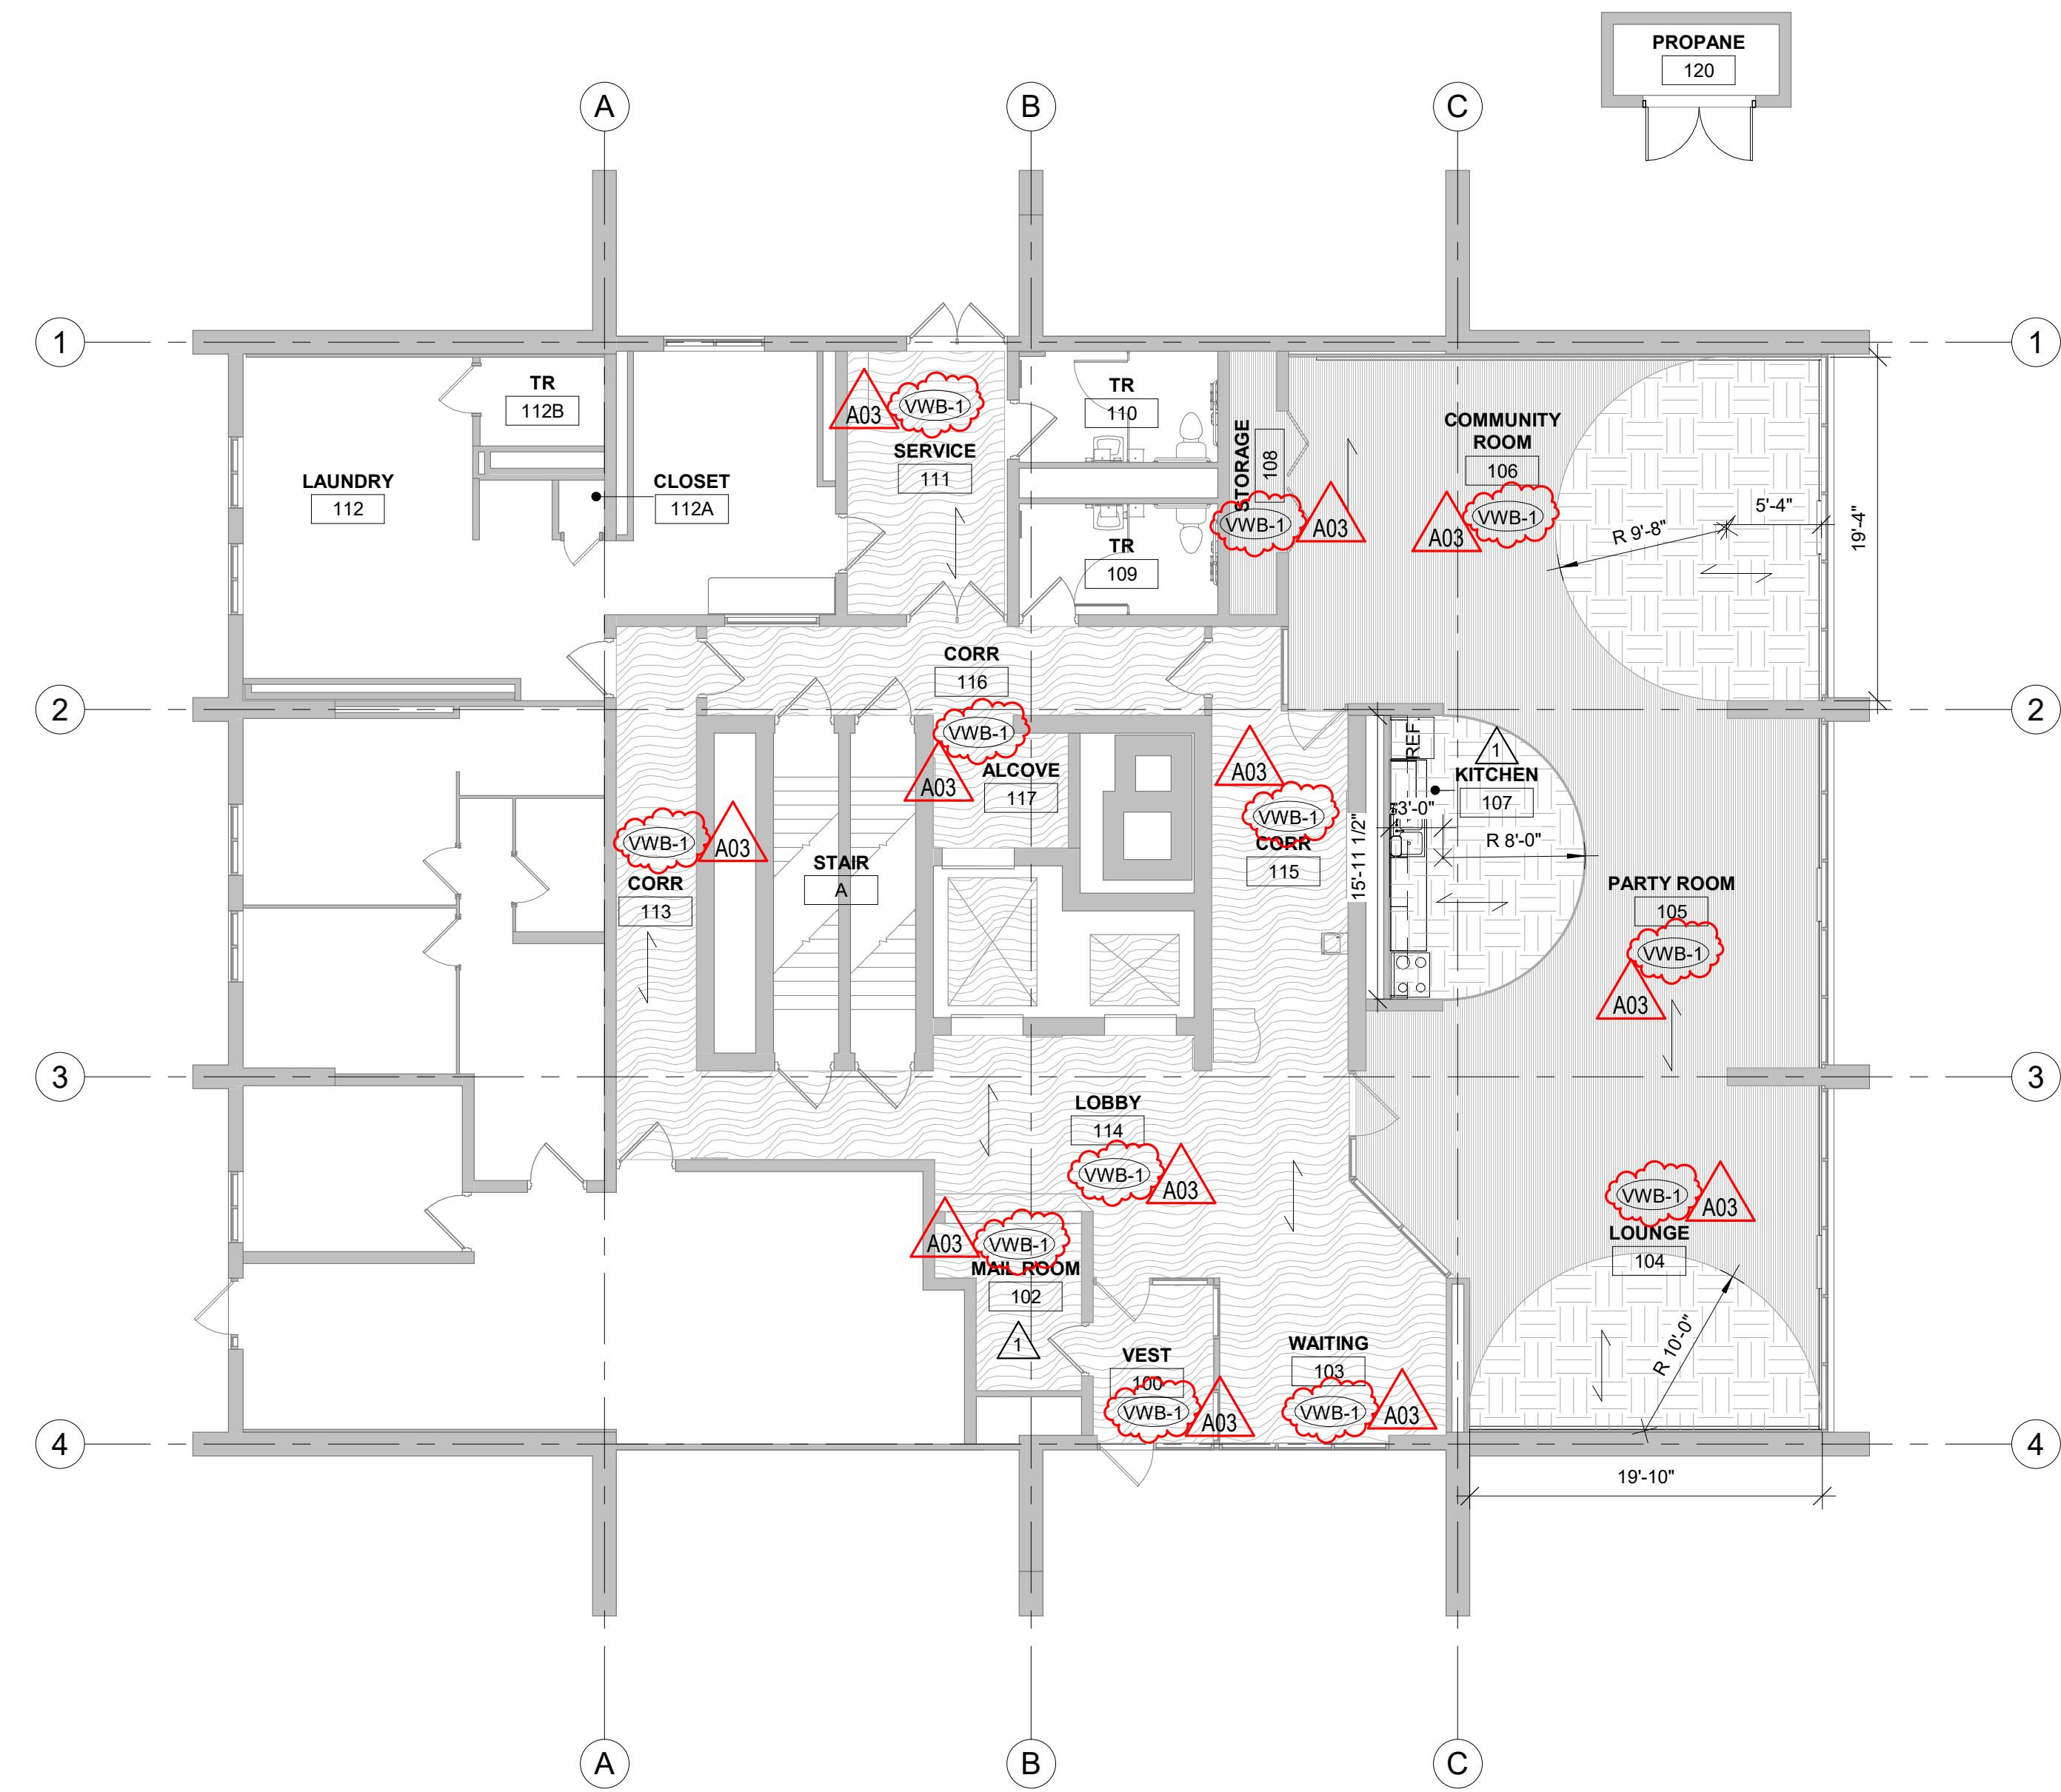 PROPANE
120
A
B
C
1
1
TR
112B
LAUNDRY
112
CLOSET
112A
A03
VWB-1
SERVICE
111
TR
110
STORAGE
108
VWB-1
A03
TR
109
COMMUNITY
ROOM
106
A03
VWB-1
R 9'-8"
5'-4"
19'-4"
2
2
CORR
116
VWB-1
A03
ALCOVE
117
A03
VWB-1
CORR
115
REF.
1
KITCHEN
107
3'-0"
R 8'-0"
15'-11 1/2"
VWB-1
A03
CORR
113
STAIR
A
PARTY ROOM
105
VWB-1
A03
3
3
LOBBY
114
VWB-1
A03
VWB-1
A03
LOUNGE
104
R 10'-0"
A03
VWB-1
MAIL ROOM
102
1
VEST
100
VWB-1
A03
WAITING
103
VWB-1
A03
4
4
19'-10"
A
B
C